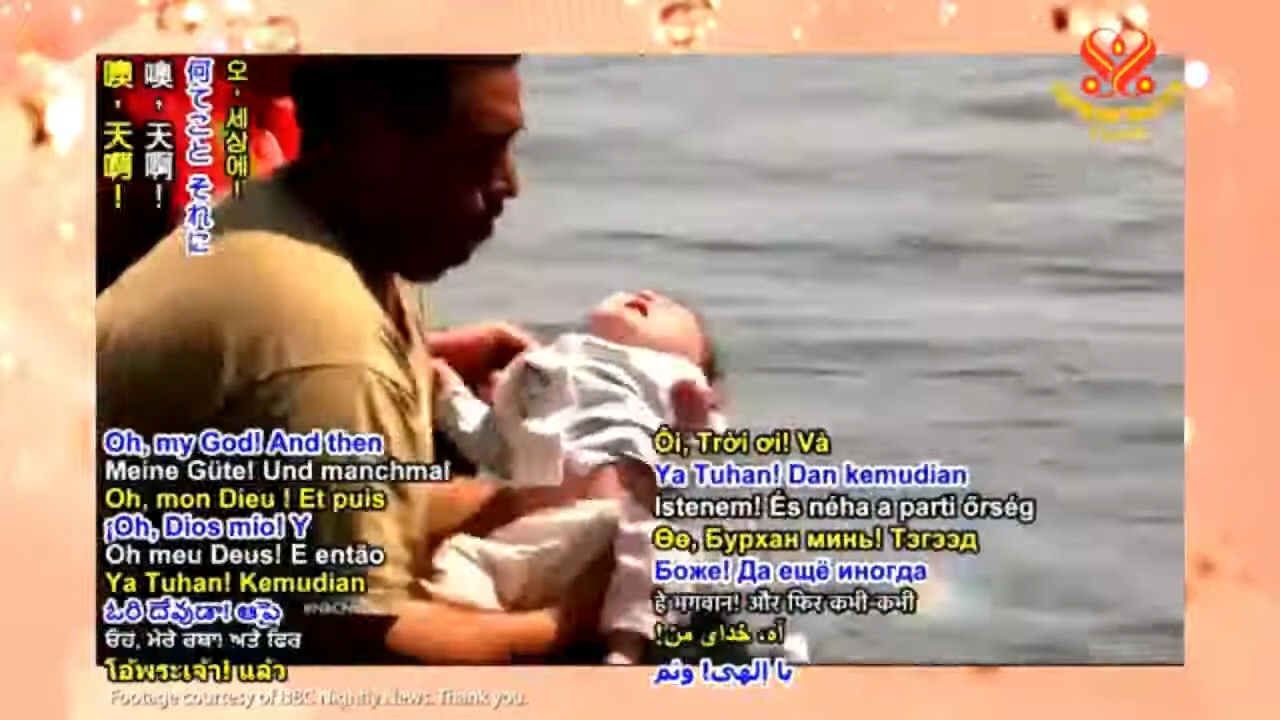 噢，天啊！
噢，天啊！
何てこと それに
오，세상에！
Oh, my God! And then
Meine Güte! Und manchmal
Oh, mon Dieu ! Et puis
¡Oh, Dios mio! Y
Oh meu Deus! E então
Ya Tuhan! Kemudian
ఓరి దేవుడా! ఆపై
ਓਹ, ਮੇਰੇ ਰਬਾ! ਅਤੇ ਫਿਰ
โอ้พระเจ้า! แล้ว
Ôi, Trời ơi! Và
Ya Tuhan! Dan kemudian
Istenem! És néha a parti őrség
Өө, Бурхан минь! Тэгээд
Боже! Да ещё иногда
हे भगवान! और फिर कभी-कभी
آه، خدای من!
يا إلهي! وثم
Footage courtesy of BBC Nightly News. Thank you.